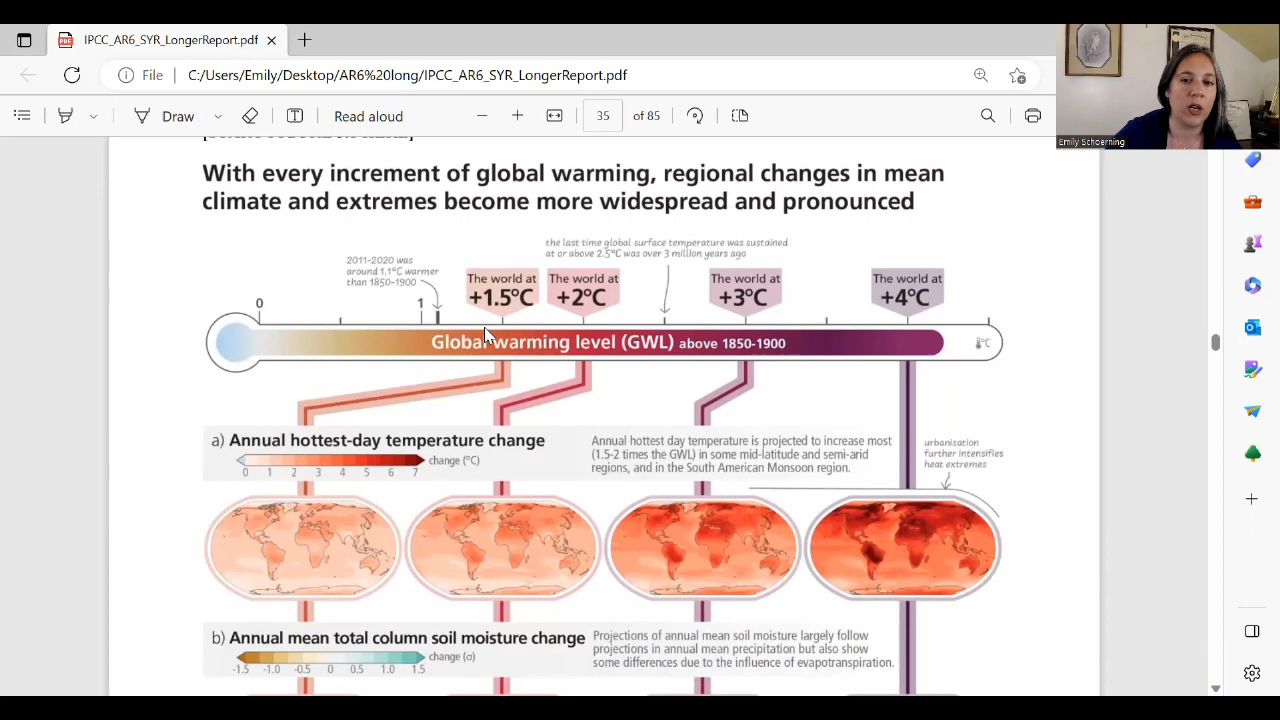 IPCC_AR6_SYR_LongerReport.pdf
File
C:/Users/Emily/Desktop/AR6%20long/IPCC_AR6_SYR_LongerReport.pdf
Draw
Read aloud
35
of 85
Emily Schoerning
With every increment of global warming, regional changes in mean
climate and extremes become more widespread and pronounced
the last time global surface temperature was sustained
at or above 2.5°C was over 3 million years ago
2011-2020 was
around 1.1°C warmer
than 1850-1900
The world at
+1.5°C
The world at
+2°C
The world at
+3°C
The world at
+4°C
0
1
Global warming level (GWL) above 1850-1900
°C
a) Annual hottest-day temperature change
change (°C)
0 1 2 3 4 5 6 7
Annual hottest day temperature is projected to increase most
(1.5-2 times the GWL) in some mid-latitude and semi-arid
regions, and in the South American Monsoon region.
urbanisation
further intensifies
heat extremes
b) Annual mean total column soil moisture change
change (σ)
-1.5 -1.0 -0.5 0 0.5 1.0 1.5
Projections of annual mean soil moisture largely follow
projections in annual mean precipitation but also show
some differences due to the influence of evapotranspiration.